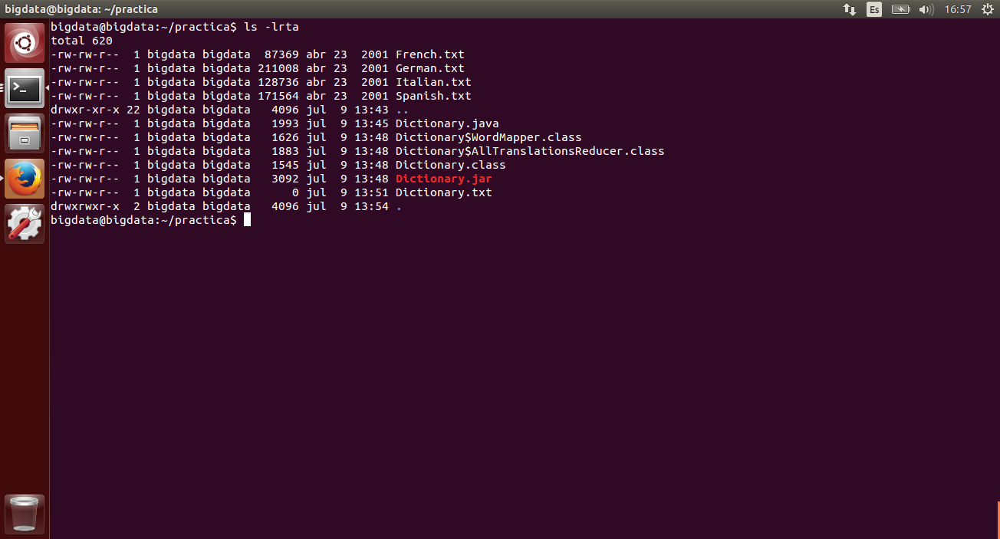 bigdata@bigdata: ~/practica
Es
16:57
bigdata@bigdata:~/practica$ ls -lrta
total 620
-rw-rw-r--  1 bigdata bigdata  87369 abr 23  2001 French.txt
-rw-rw-r--  1 bigdata bigdata 211008 abr 23  2001 German.txt
-rw-rw-r--  1 bigdata bigdata 128736 abr 23  2001 Italian.txt
-rw-rw-r--  1 bigdata bigdata 171564 abr 23  2001 Spanish.txt
drwxr-xr-x 22 bigdata bigdata   4096 jul  9 13:43 ..
-rw-rw-r--  1 bigdata bigdata   1993 jul  9 13:45 Dictionary.java
-rw-rw-r--  1 bigdata bigdata   1626 jul  9 13:48 Dictionary$WordMapper.class
-rw-rw-r--  1 bigdata bigdata   1883 jul  9 13:48 Dictionary$AllTranslationsReducer.class
-rw-rw-r--  1 bigdata bigdata   1545 jul  9 13:48 Dictionary.class
-rw-rw-r--  1 bigdata bigdata   3092 jul  9 13:48 Dictionary.jar
-rw-rw-r--  1 bigdata bigdata      0 jul  9 13:51 Dictionary.txt
drwxrwxr-x  2 bigdata bigdata   4096 jul  9 13:54 .
bigdata@bigdata:~/practica$